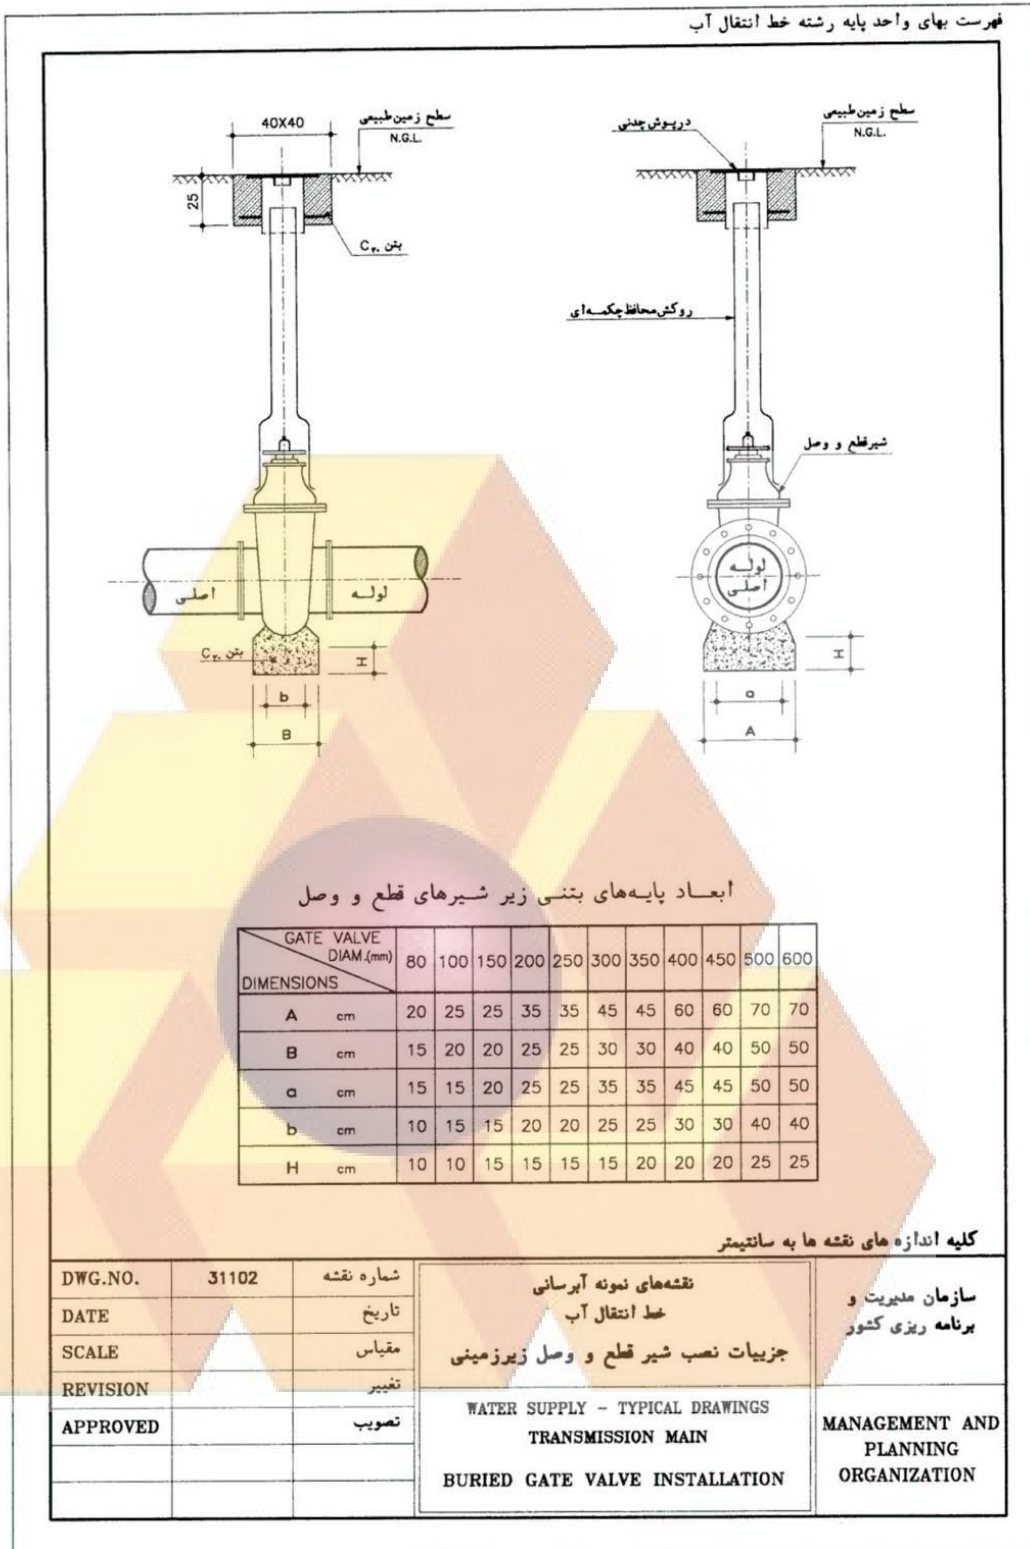 فهرست بهای واحد پایه رشته خط انتقال آب
40X40
سطح زمین طبیعی
N.G.L.
25
بتن C۲۰
اصلی
لوله
بتن C۲۰
H
b
B
درپوش چدنی
سطح زمین طبیعی
N.G.L.
روکش محافظ چکمه‌ای
شیر قطع و وصل
لوله
اصلی
H
a
A
ابعاد پایه‌های بتنی زیر شیرهای قطع و وصل
GATE VALVE
DIAM.(mm) 80 100 150 200 250 300 350 400 450 500 600
DIMENSIONS
A cm 20 25 25 35 35 45 45 60 60 70 70
B cm 15 20 20 25 25 30 30 40 40 50 50
a cm 15 15 20 25 25 35 35 45 45 50 50
b cm 10 15 15 20 20 25 25 30 30 40 40
H cm 10 10 15 15 15 15 20 20 20 25 25
کلیه اندازه های نقشه ها به سانتیمتر
DWG.NO. 31102 شماره نقشه
DATE تاریخ
SCALE مقیاس
REVISION تغییر
APPROVED تصویب
نقشه‌های نمونه آبرسانی
خط انتقال آب
جزییات نصب شیر قطع و وصل زیرزمینی
WATER SUPPLY - TYPICAL DRAWINGS
TRANSMISSION MAIN
BURIED GATE VALVE INSTALLATION
سازمان مدیریت و
برنامه ریزی کشور
MANAGEMENT AND
PLANNING
ORGANIZATION